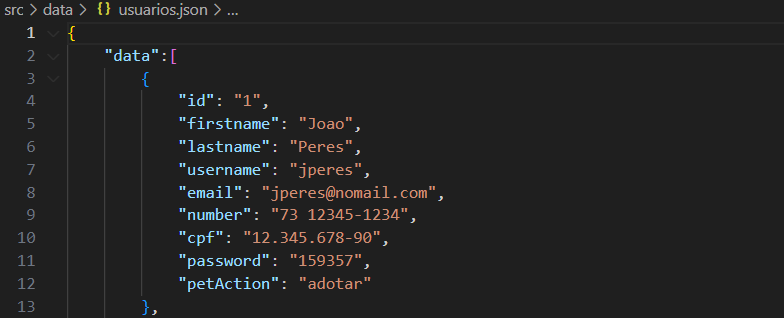 src > data > {} usuarios.json > ...
1 {
2 "data":[
3 {
4 "id": "1",
5 "firstname": "Joao",
6 "lastname": "Peres",
7 "username": "jperes",
8 "email": "jperes@nomail.com",
9 "number": "73 12345-1234",
10 "cpf": "12.345.678-90",
11 "password": "159357",
12 "petAction": "adotar"
13 },